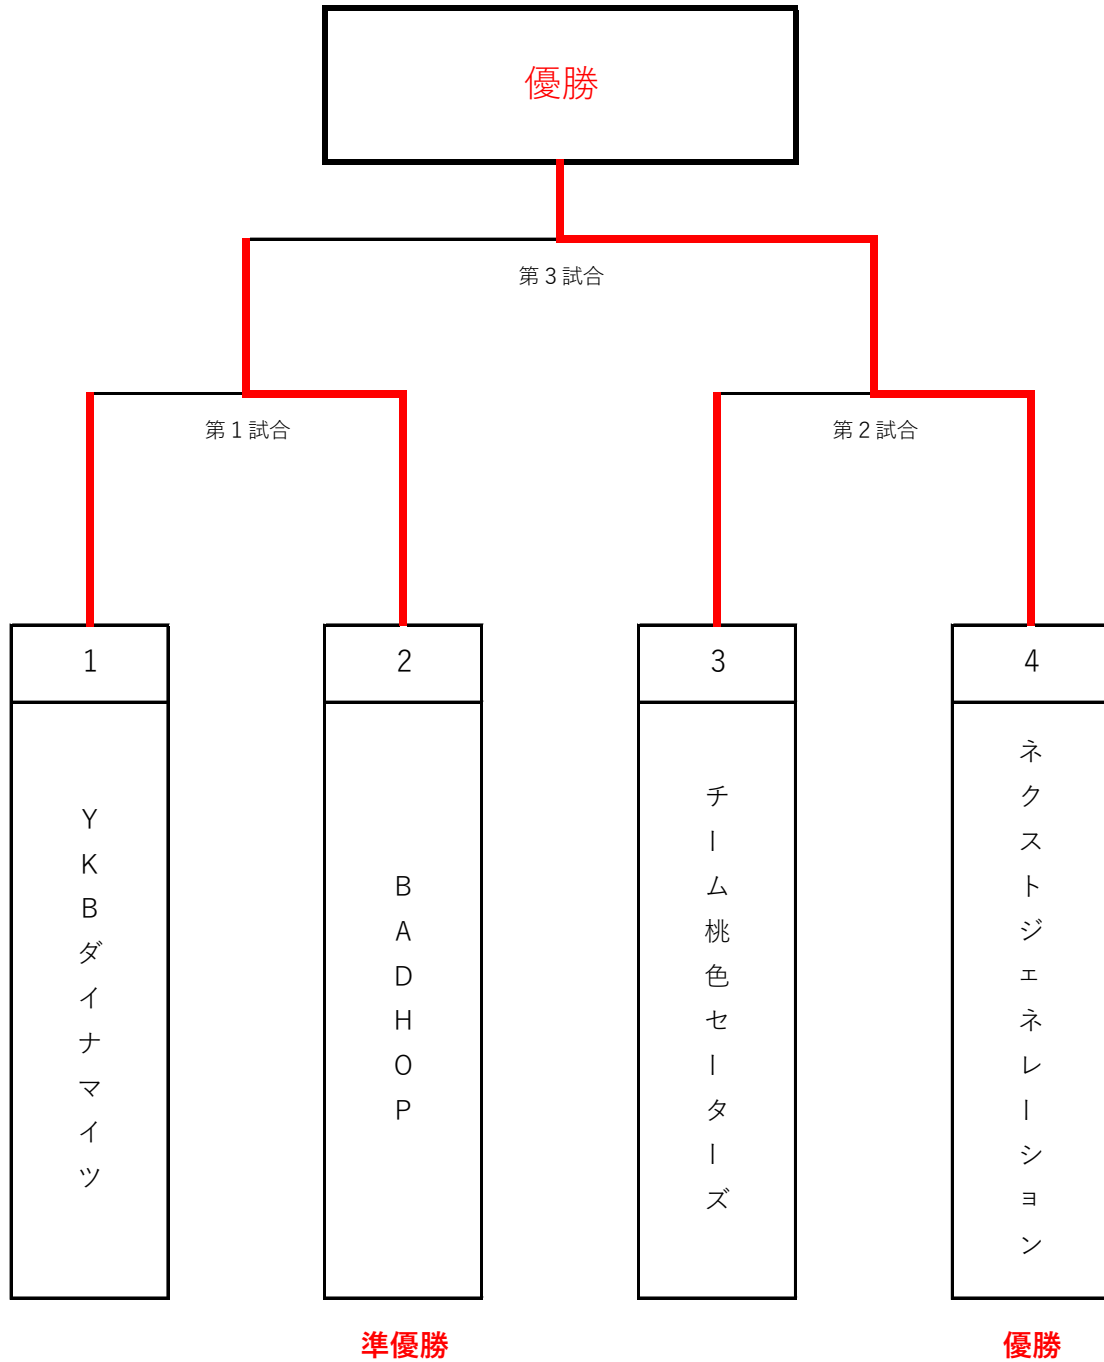 優勝
第3試合
第1試合
第2試合
1
2
3
4
YKBダイナマイツ
BADHOP
チーム桃色セーターズ
ネクストジェネレーション
準優勝
優勝